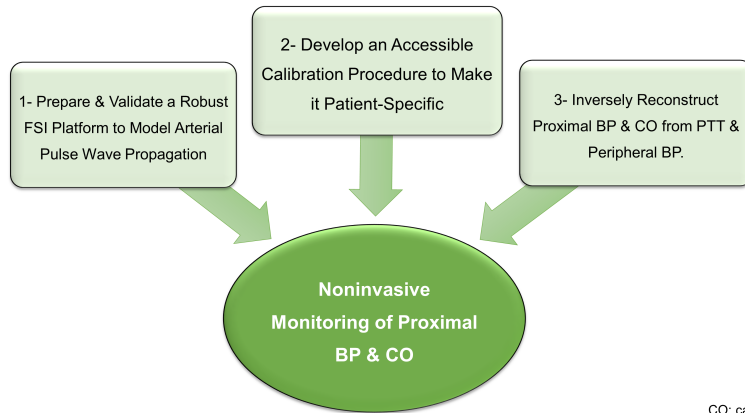 1- Prepare & Validate a Robust
FSI Platform to Model Arterial
Pulse Wave Propagation
2- Develop an Accessible
Calibration Procedure to Make
it Patient-Specific
3- Inversely Reconstruct
Proximal BP & CO from PTT &
Peripheral BP.
Noninvasive
Monitoring of Proximal
BP & CO
CO: